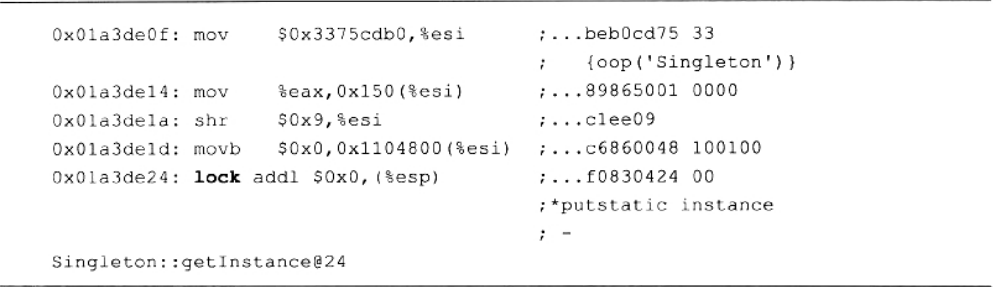 0x01a3de0f: mov $0x3375cdb0,%esi ;...beb0cd75 33
; {oop('Singleton')}
0x01a3de14: mov %eax,0x150(%esi) ;...89865001 0000
0x01a3de1a: shr $0x9,%esi ;...c1ee09
0x01a3de1d: movb $0x0,0x1104800(%esi) ;...c6860048 100100
0x01a3de24: lock addl $0x0,(%esp) ;...f0830424 00
;*putstatic instance
; -
Singleton::getInstance@24